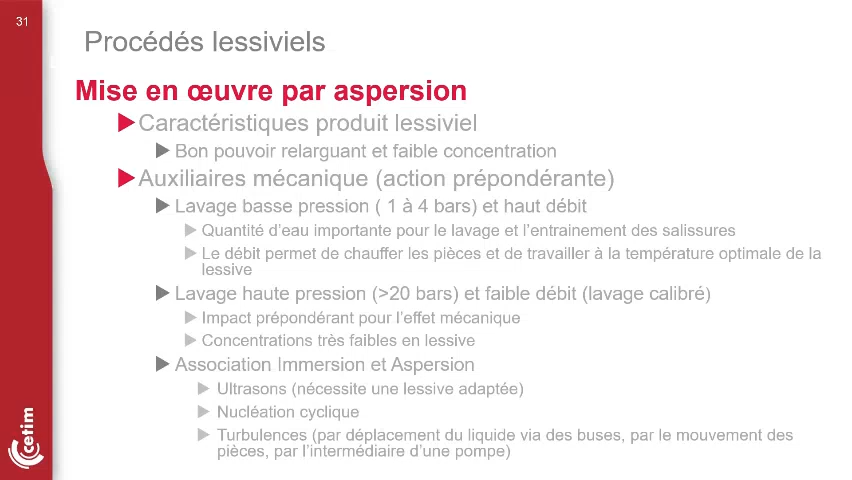 31
Procédés lessiviels
Mise en œuvre par aspersion
Caractéristiques produit lessiviel
Bon pouvoir relarguant et faible concentration
Auxiliaires mécanique (action prépondérante)
Lavage basse pression ( 1 à 4 bars) et haut débit
Quantité d'eau importante pour le lavage et l'entrainement des salissures
Le débit permet de chauffer les pièces et de travailler à la température optimale de la
lessive
Lavage haute pression (>20 bars) et faible débit (lavage calibré)
Impact prépondérant pour l'effet mécanique
Concentrations très faibles en lessive
Association Immersion et Aspersion
Ultrasons (nécessite une lessive adaptée)
Nucléation cyclique
Turbulences (par déplacement du liquide via des buses, par le mouvement des
pièces, par l'intermédiaire d'une pompe)
cetim